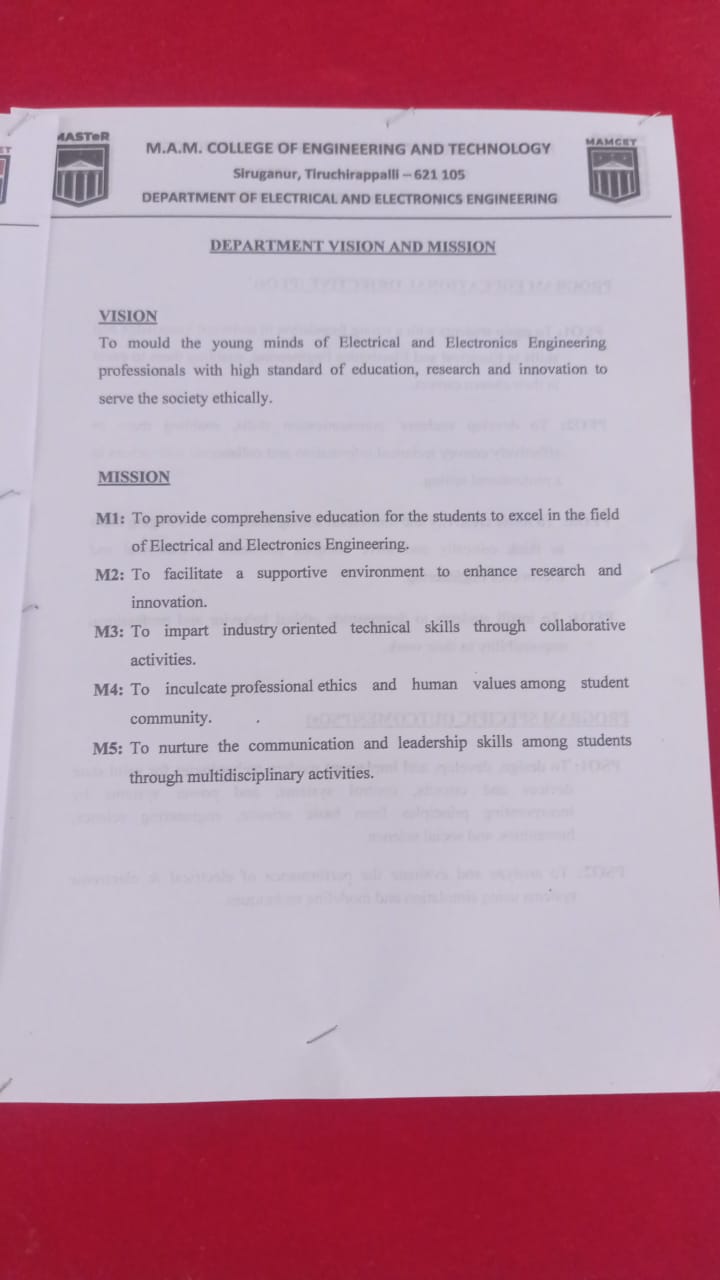 MASTeR
MAMCET
M.A.M. COLLEGE OF ENGINEERING AND TECHNOLOGY
Siruganur, Tiruchirappalli – 621 105
DEPARTMENT OF ELECTRICAL AND ELECTRONICS ENGINEERING
DEPARTMENT VISION AND MISSION
VISION
To mould the young minds of Electrical and Electronics Engineering
professionals with high standard of education, research and innovation to
serve the society ethically.
MISSION
M1: To provide comprehensive education for the students to excel in the field
of Electrical and Electronics Engineering.
M2: To facilitate a supportive environment to enhance research and
innovation.
M3: To impart industry oriented technical skills through collaborative
activities.
M4: To inculcate professional ethics and human values among student
community.
M5: To nurture the communication and leadership skills among students
through multidisciplinary activities.